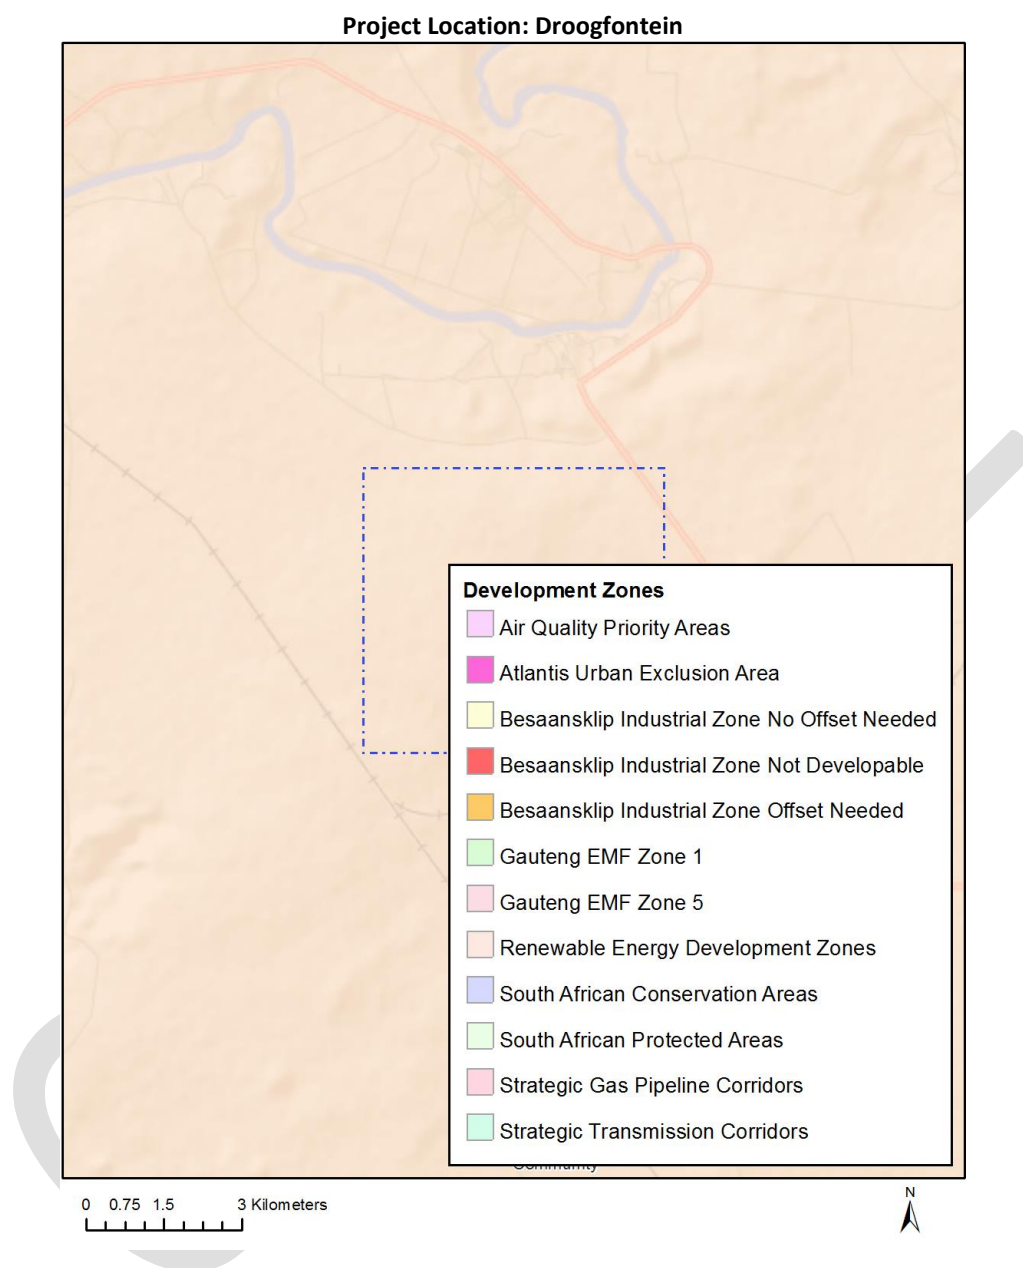 Project Location: Droogfontein
Development Zones
Air Quality Priority Areas
Atlantis Urban Exclusion Area
Besaansklip Industrial Zone No Offset Needed
Besaansklip Industrial Zone Not Developable
Besaansklip Industrial Zone Offset Needed
Gauteng EMF Zone 1
Gauteng EMF Zone 5
Renewable Energy Development Zones
South African Conservation Areas
South African Protected Areas
Strategic Gas Pipeline Corridors
Strategic Transmission Corridors
Community
0 0.75 1.5 3 Kilometers
N